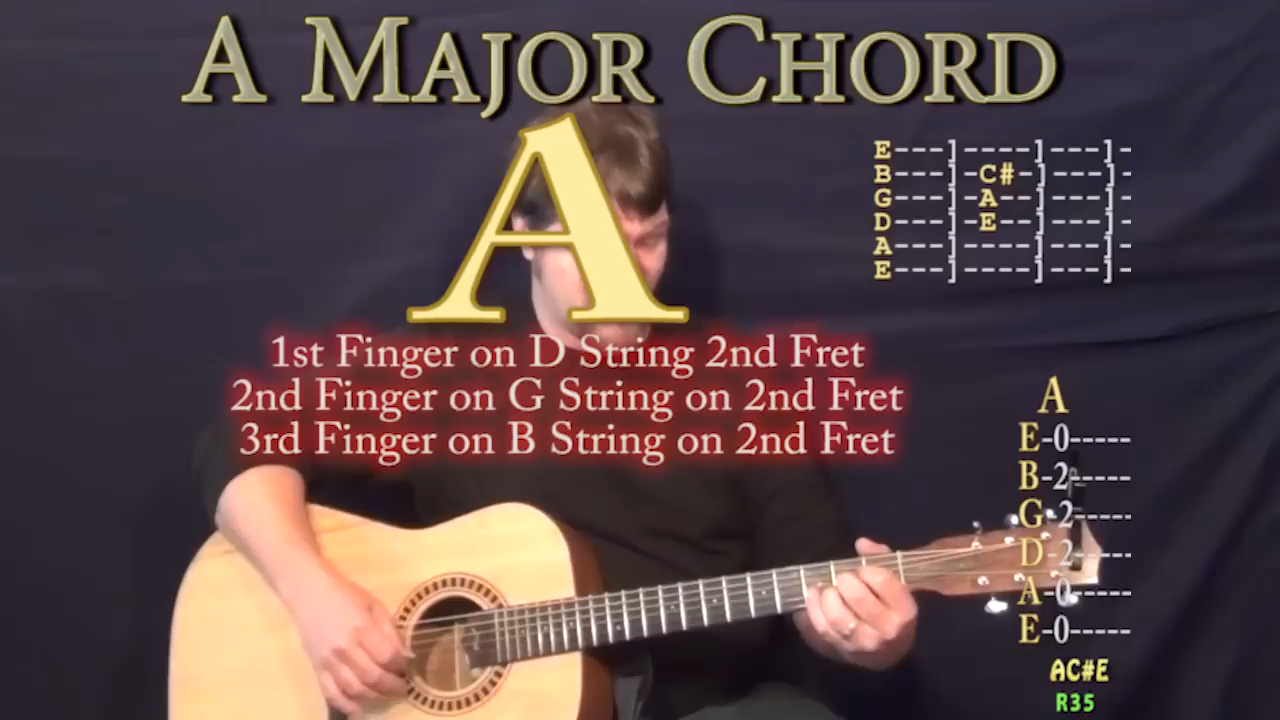 A MAJOR CHORD
A
E---]----]---]-
B---]-C#-]---]-
G---]-A--]---]-
D---]-E--]---]-
A---]----]---]-
E---]----]---]-
1st Finger on D String 2nd Fret
2nd Finger on G String on 2nd Fret
3rd Finger on B String on 2nd Fret
A
E-0-----
B-2-----
G-2-----
D-2-----
A-0-----
E-0-----
AC#E
R35